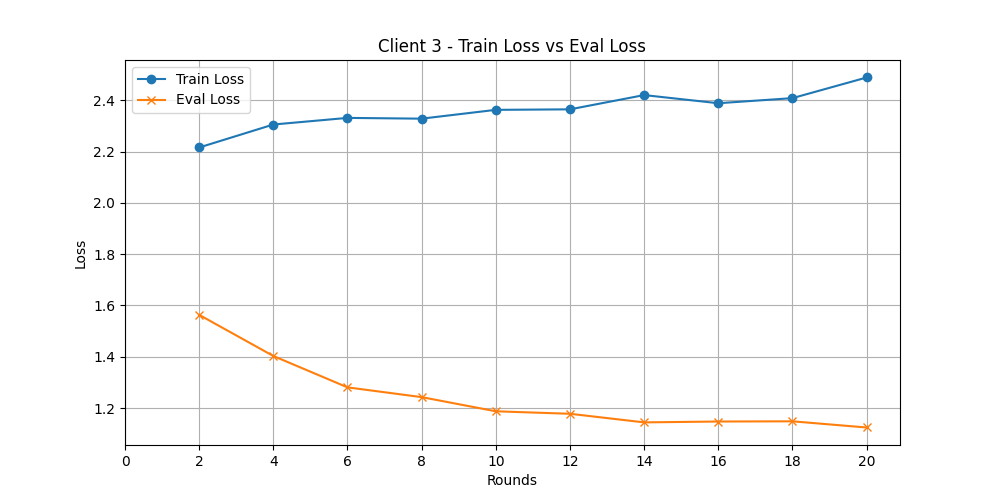 Client 3 - Train Loss vs Eval Loss
Train Loss
Eval Loss
2.4
2.2
2.0
1.8
1.6
1.4
1.2
Loss
0 2 4 6 8 10 12 14 16 18 20
Rounds